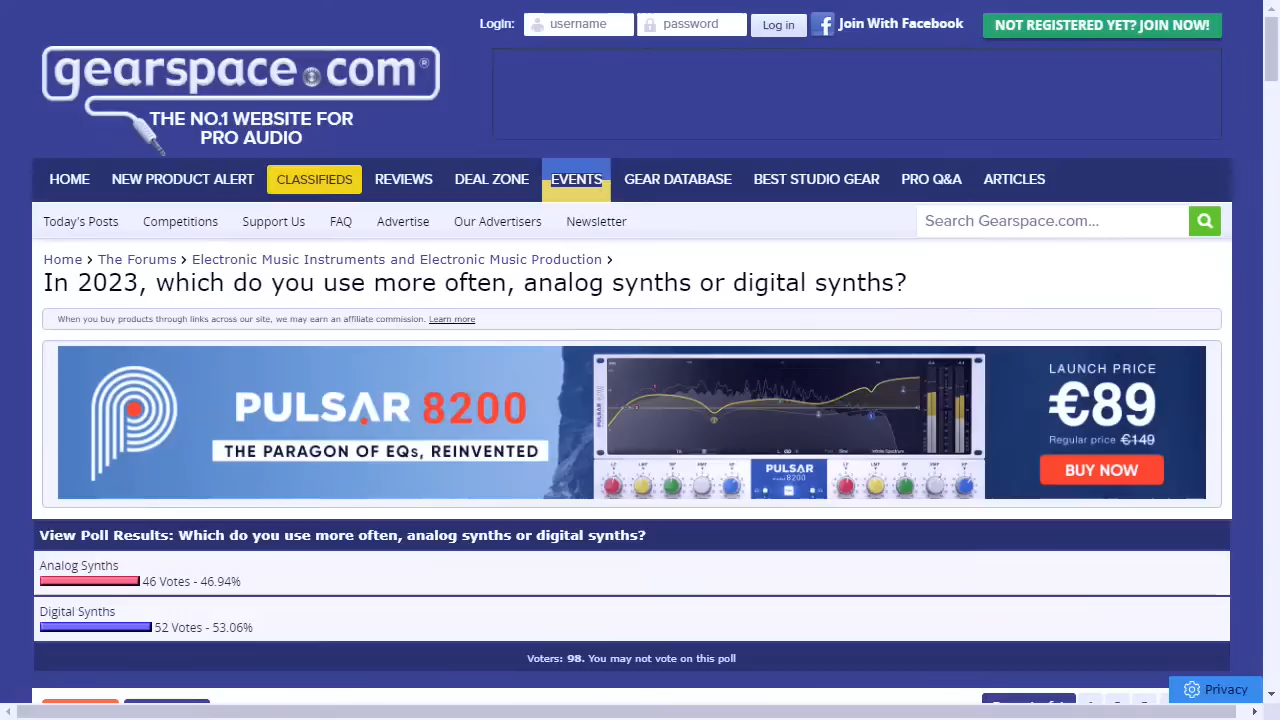 Login: username password Log in Join With Facebook NOT REGISTERED YET? JOIN NOW!
gearspace.com®
THE NO.1 WEBSITE FOR
PRO AUDIO
HOME NEW PRODUCT ALERT CLASSIFIEDS REVIEWS DEAL ZONE EVENTS GEAR DATABASE BEST STUDIO GEAR PRO Q&A ARTICLES
Today's Posts Competitions Support Us FAQ Advertise Our Advertisers Newsletter Search Gearspace.com...
Home › The Forums › Electronic Music Instruments and Electronic Music Production ›
In 2023, which do you use more often, analog synths or digital synths?
When you buy products through links across our site, we may earn an affiliate commission. Learn more
PULSAR 8200
THE PARAGON OF EQs, REINVENTED
PULSAR
8200
LAUNCH PRICE
€89
Regular price €149
BUY NOW
View Poll Results: Which do you use more often, analog synths or digital synths?
Analog Synths
46 Votes - 46.94%
Digital Synths
52 Votes - 53.06%
Voters: 98. You may not vote on this poll
Privacy